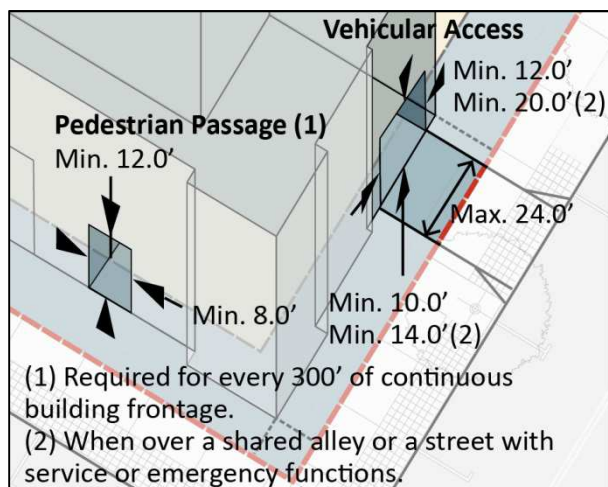 Vehicular Access
Min. 12.0’
Min. 20.0’(2)
Pedestrian Passage (1)
Min. 12.0’
Max. 24.0’
Min. 8.0’
Min. 10.0’
Min. 14.0’(2)
(1) Required for every 300’ of continuous
building frontage.
(2) When over a shared alley or a street with
service or emergency functions.